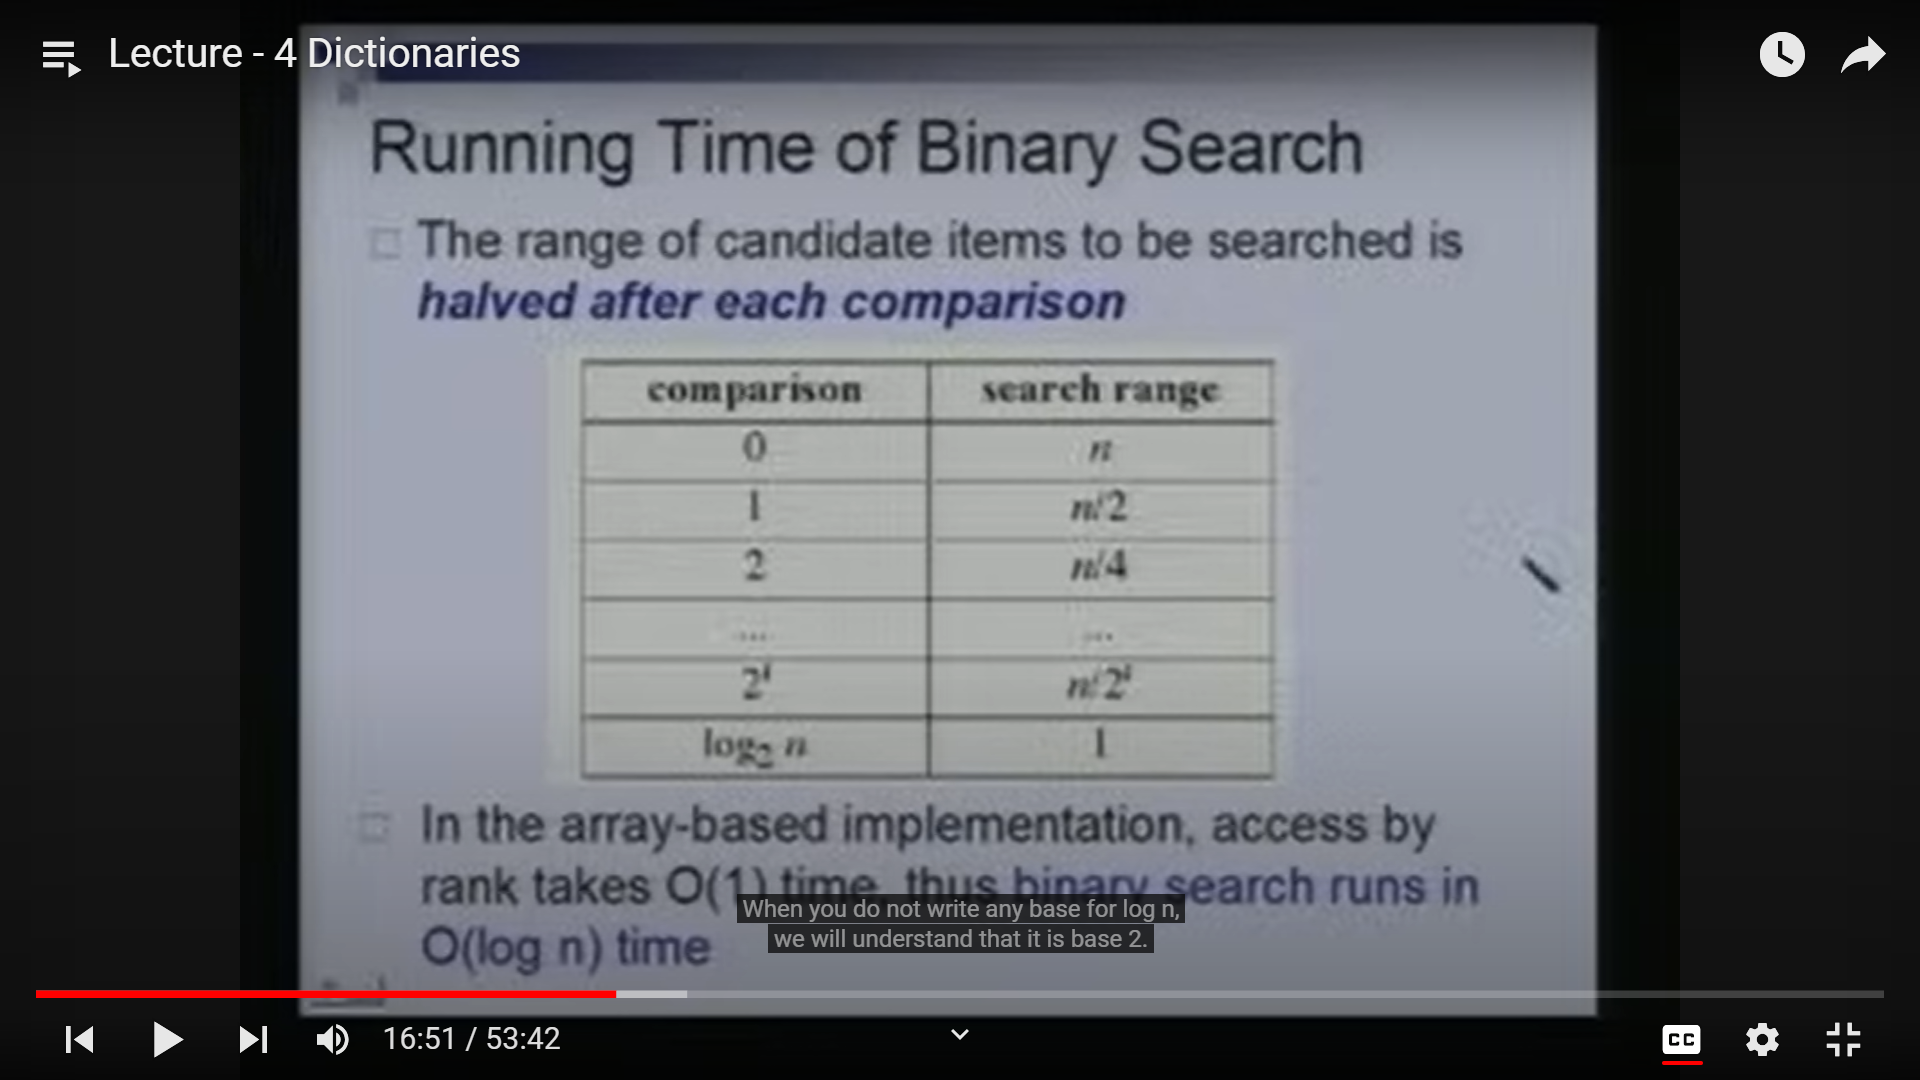 Lecture - 4 Dictionaries
Running Time of Binary Search
The range of candidate items to be searched is
halved after each comparison
comparison search range
0 n
1 n/2
2 n/4
... ...
2^i n/2^i
log₂ n 1
In the array-based implementation, access by
rank takes O(1) time, thus binary search runs in
O(log n) time
When you do not write any base for log n,
we will understand that it is base 2.
16:51 / 53:42
CC